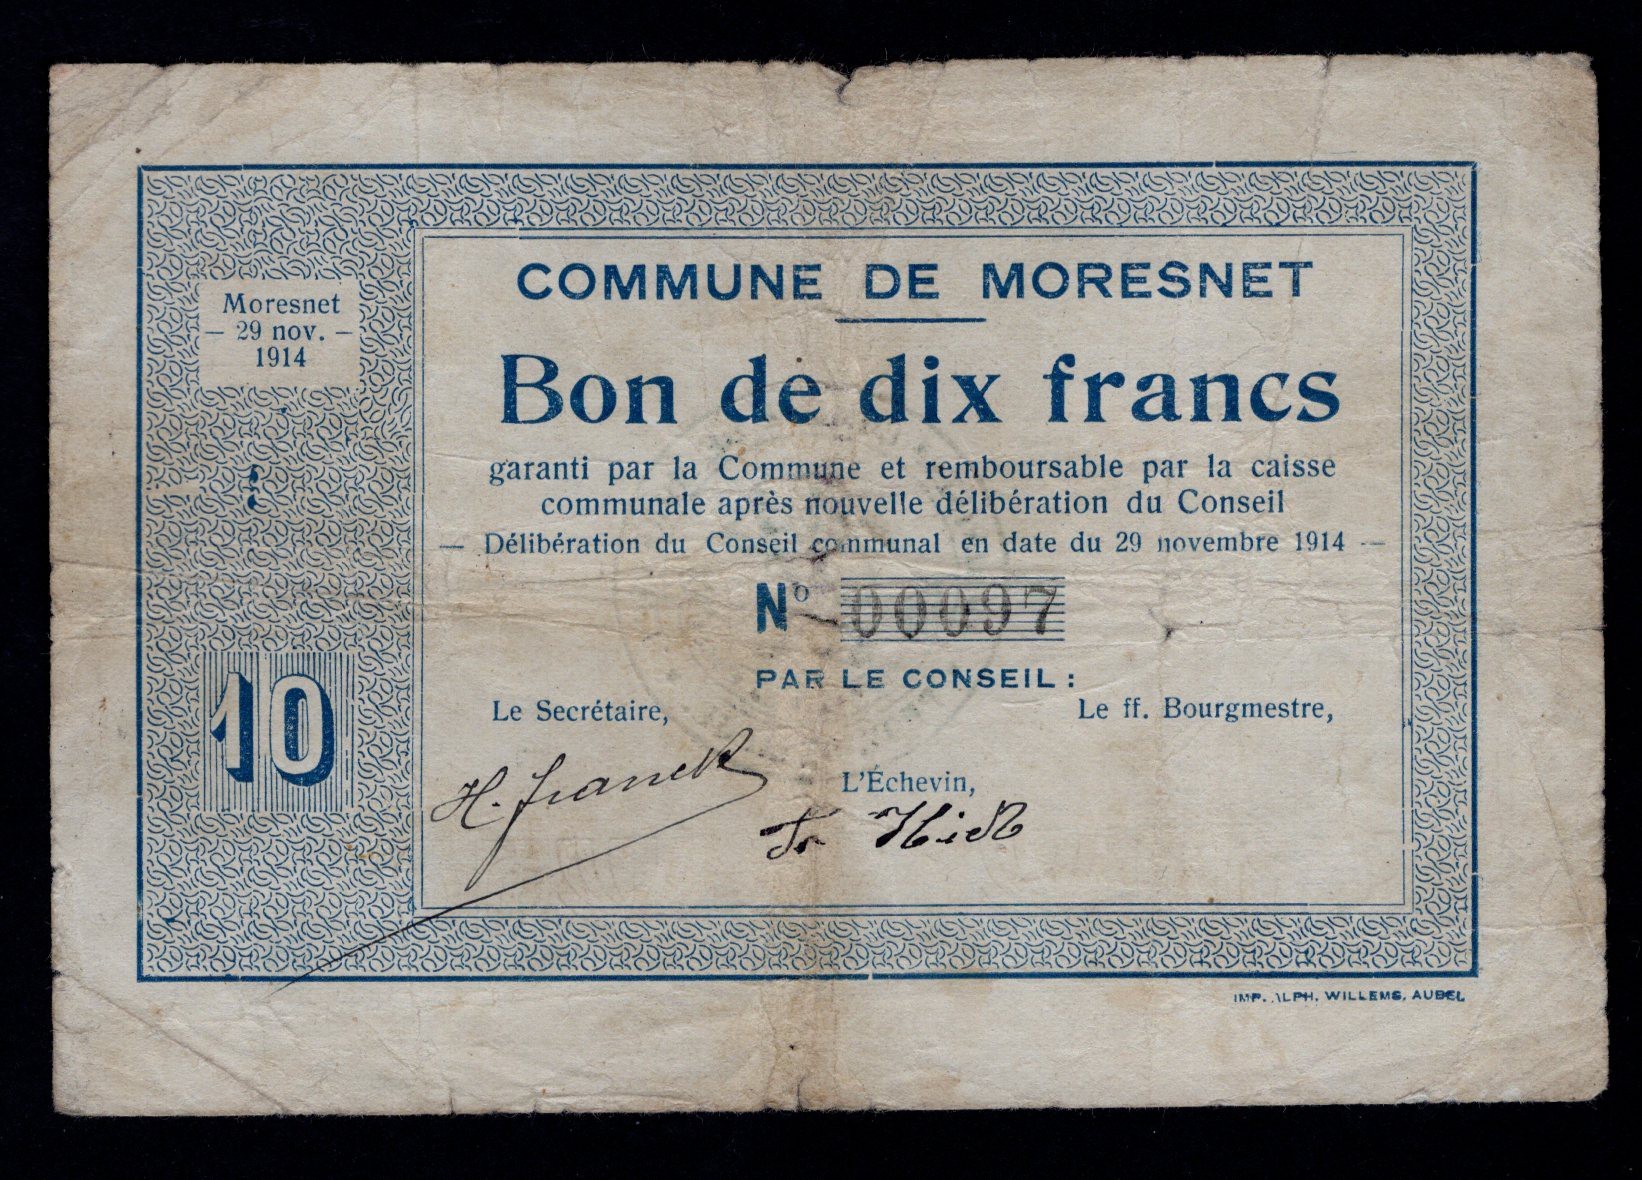 COMMUNE DE MORESNET
Moresnet
— 29 nov. —
1914
Bon de dix francs
garanti par la Commune et remboursable par la caisse
communale après nouvelle délibération du Conseil
— Délibération du Conseil communal en date du 29 novembre 1914 —
Nº 00097
PAR LE CONSEIL :
Le Secrétaire,
Le ff. Bourgmestre,
10
H. franck
L'Échevin,
IMP. ALPH. WILLEMS, AUBEL